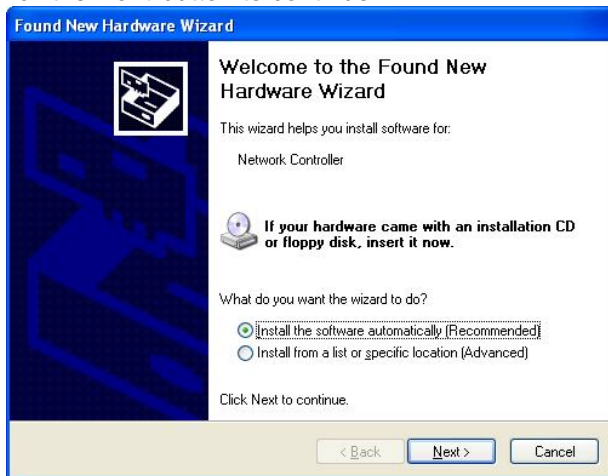 Found New Hardware Wizard
Welcome to the Found New
Hardware Wizard
This wizard helps you install software for:
Network Controller
If your hardware came with an installation CD
or floppy disk, insert it now.
What do you want the wizard to do?
Install the software automatically (Recommended)
Install from a list or specific location (Advanced)
Click Next to continue.
< Back Next > Cancel